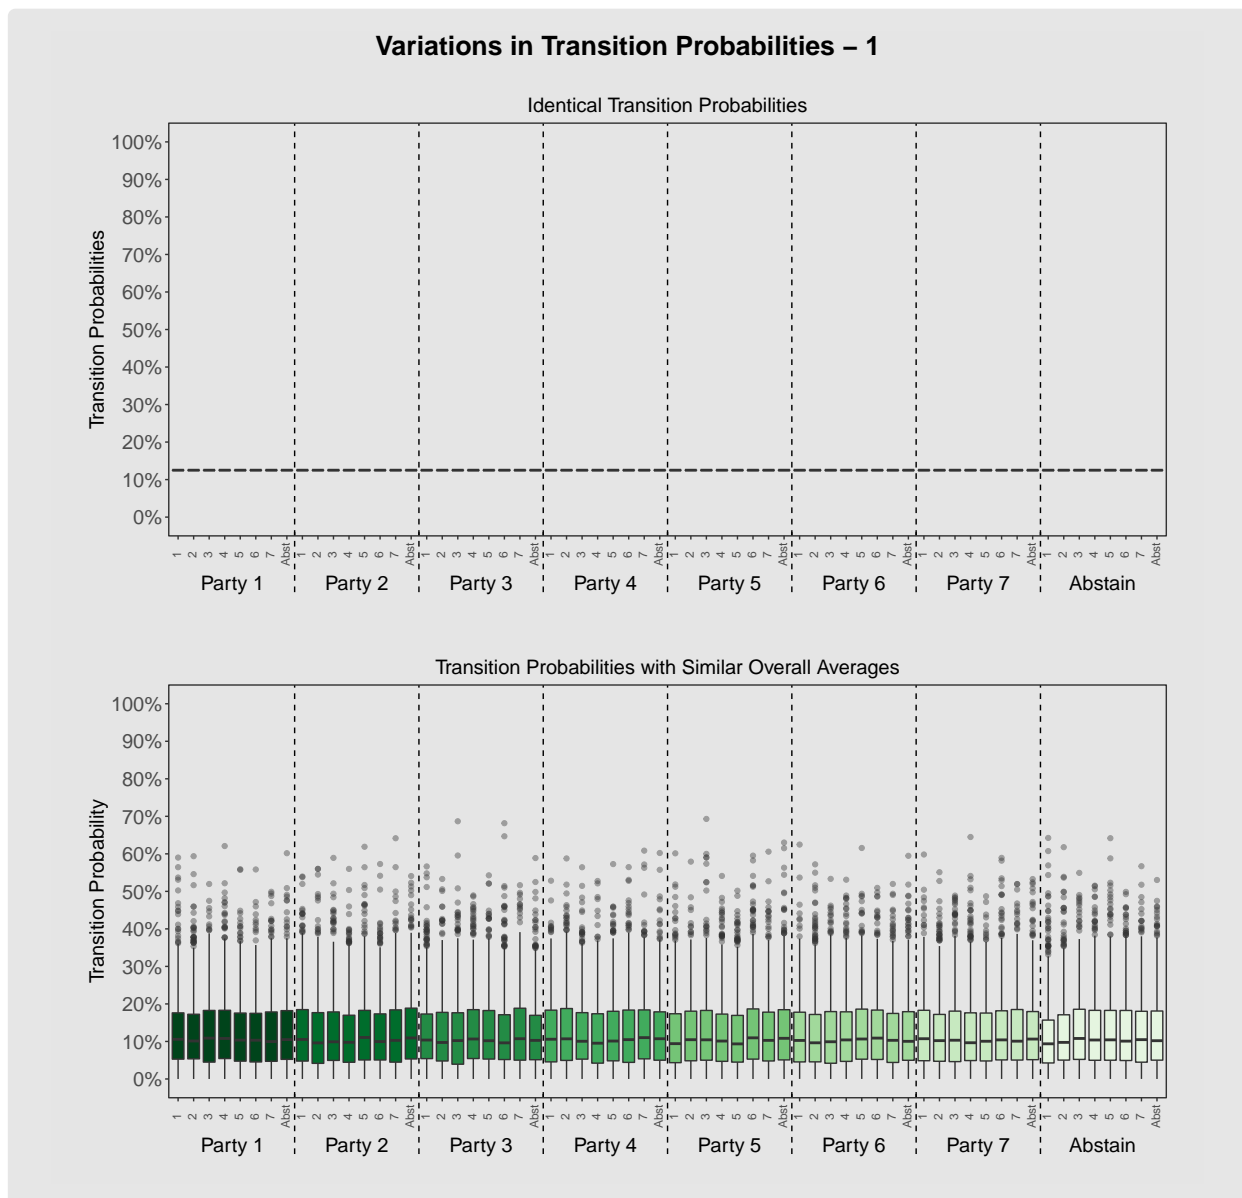 Variations in Transition Probabilities – 1
Identical Transition Probabilities
Transition Probabilities
100%
90%
80%
70%
60%
50%
40%
30%
20%
10%
0%
1 2 3 4 5 6 7 Abst 1 2 3 4 5 6 7 Abst 1 2 3 4 5 6 7 Abst 1 2 3 4 5 6 7 Abst 1 2 3 4 5 6 7 Abst 1 2 3 4 5 6 7 Abst 1 2 3 4 5 6 7 Abst 1 2 3 4 5 6 7 Abst
Party 1 Party 2 Party 3 Party 4 Party 5 Party 6 Party 7 Abstain
Transition Probabilities with Similar Overall Averages
Transition Probability
100%
90%
80%
70%
60%
50%
40%
30%
20%
10%
0%
1 2 3 4 5 6 7 Abst 1 2 3 4 5 6 7 Abst 1 2 3 4 5 6 7 Abst 1 2 3 4 5 6 7 Abst 1 2 3 4 5 6 7 Abst 1 2 3 4 5 6 7 Abst 1 2 3 4 5 6 7 Abst 1 2 3 4 5 6 7 Abst
Party 1 Party 2 Party 3 Party 4 Party 5 Party 6 Party 7 Abstain